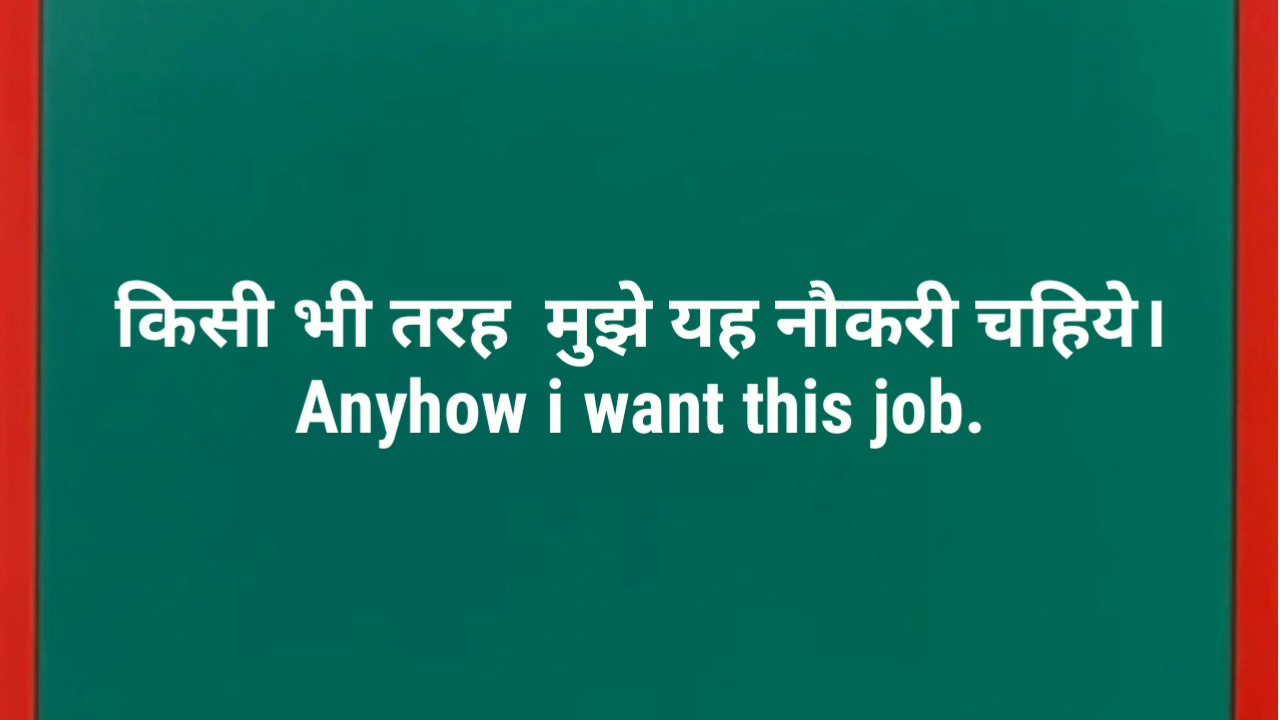 किसी भी तरह  मुझे यह नौकरी चहिये।
Anyhow i want this job.